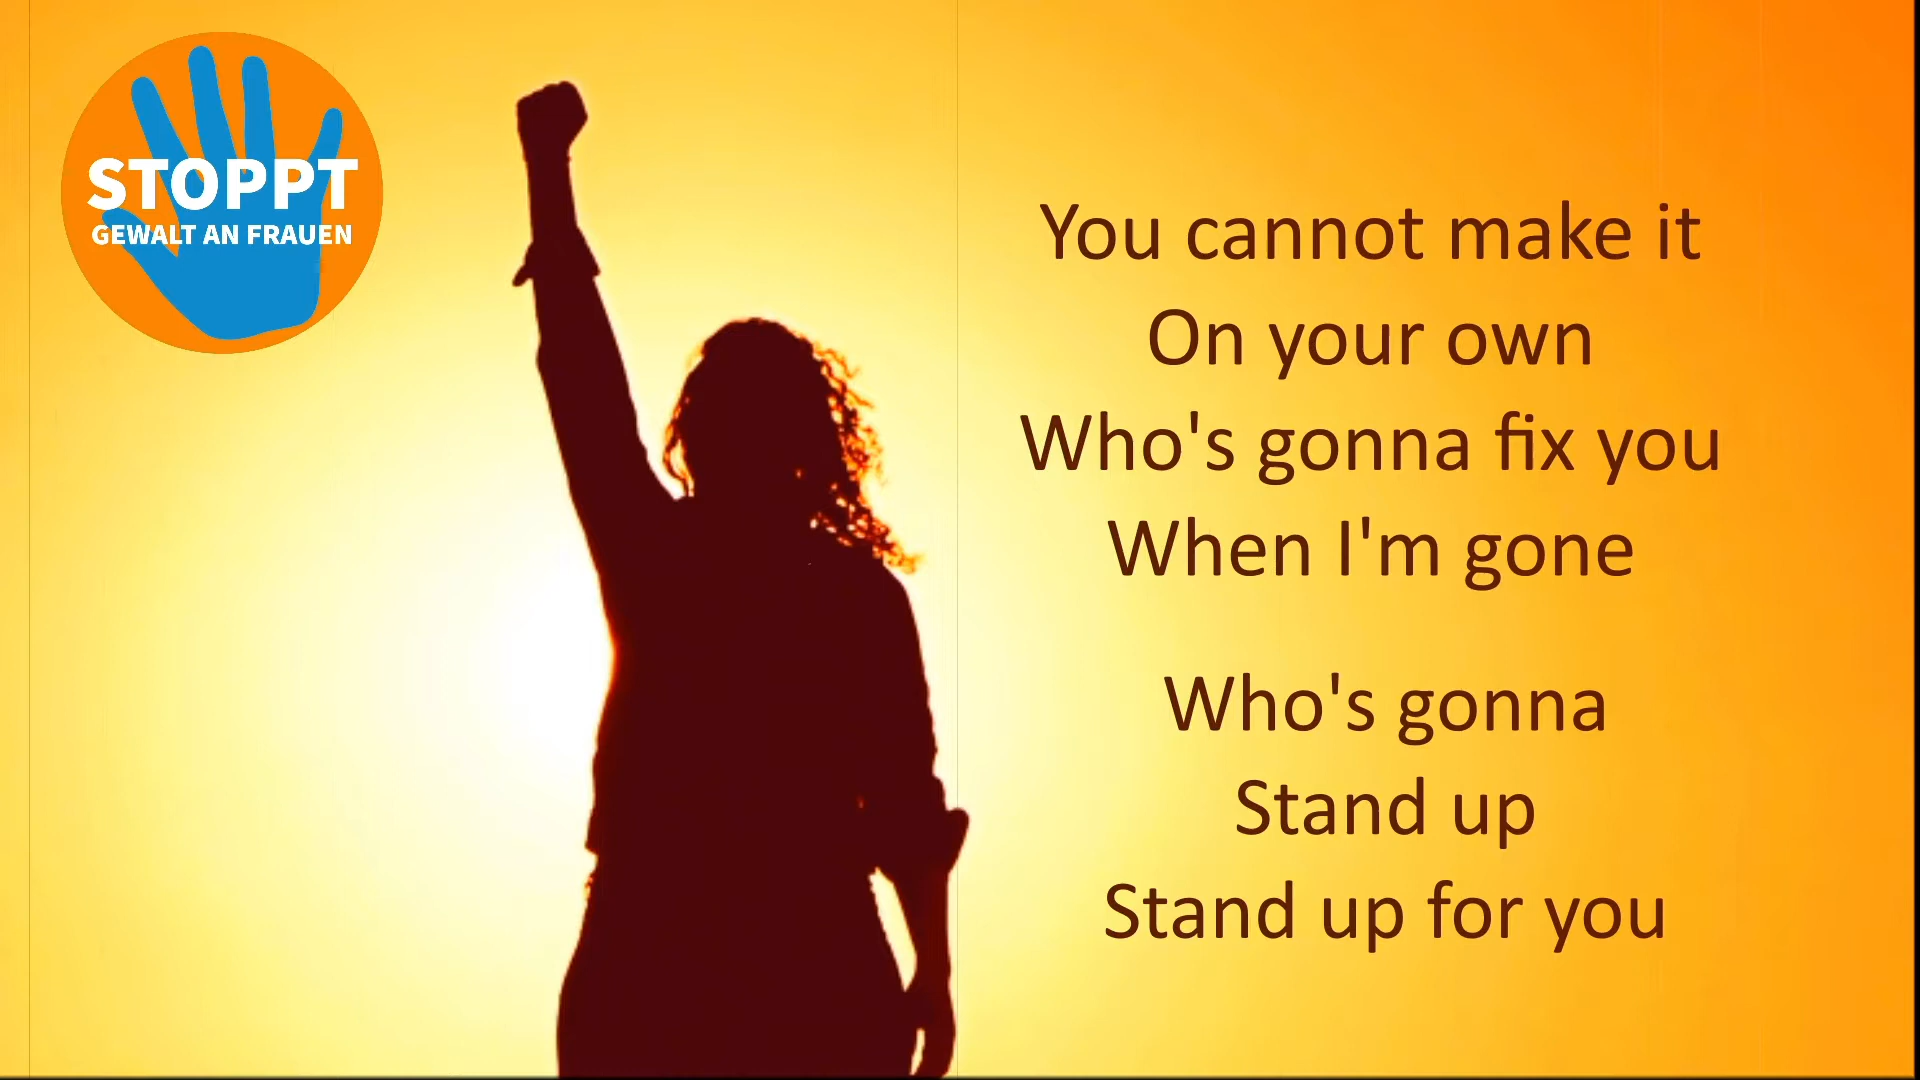 STOPPT
GEWALT AN FRAUEN
You cannot make it
On your own
Who's gonna fix you
When I'm gone
Who's gonna
Stand up
Stand up for you